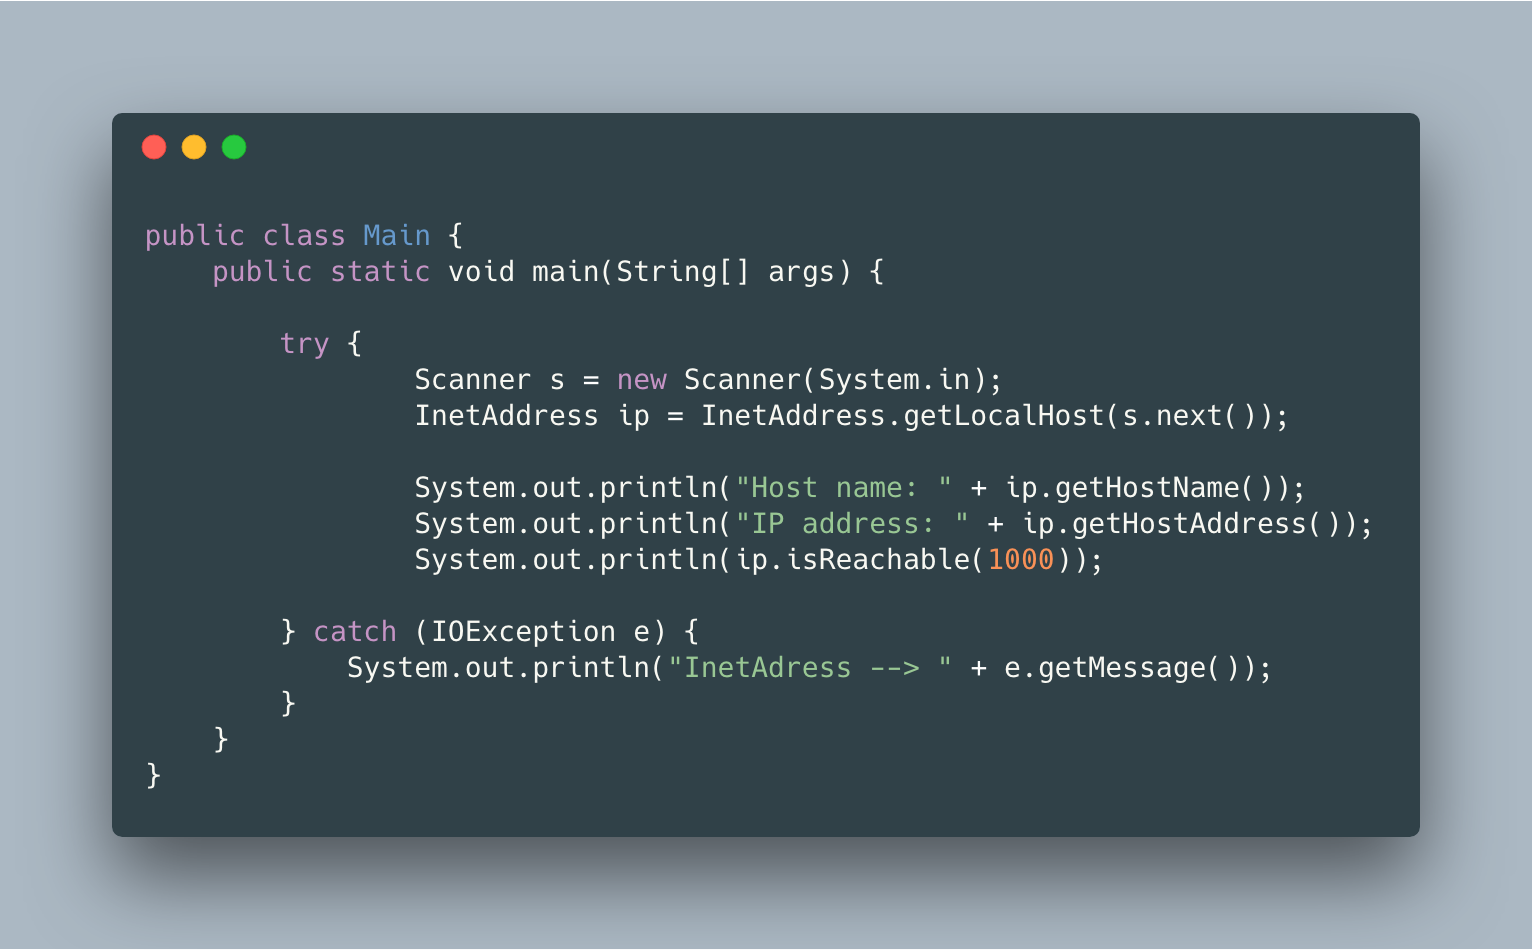 public class Main {
    public static void main(String[] args) {
        try {
                Scanner s = new Scanner(System.in);
                InetAddress ip = InetAddress.getLocalHost(s.next());
                System.out.println("Host name: " + ip.getHostName());
                System.out.println("IP address: " + ip.getHostAddress());
                System.out.println(ip.isReachable(1000));
        } catch (IOException e) {
            System.out.println("InetAdress --> " + e.getMessage());
        }
    }
}